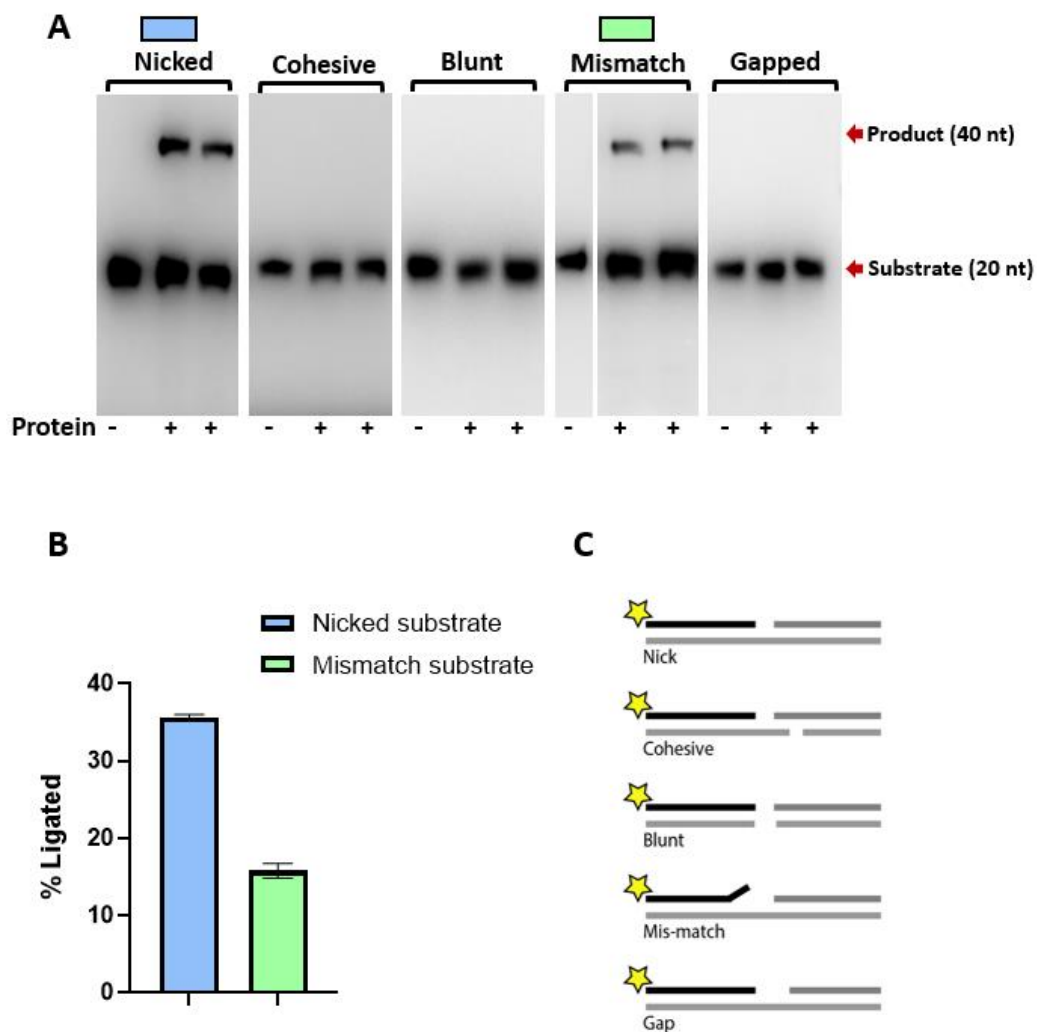 A
Nicked Cohesive Blunt Mismatch Gapped
Product (40 nt)
Substrate (20 nt)
Protein - + + - + + - + + - + + - + +
B
C
Nicked substrate
Mismatch substrate
40
30
20
10
0
% Ligated
Nick
Cohesive
Blunt
Mis-match
Gap